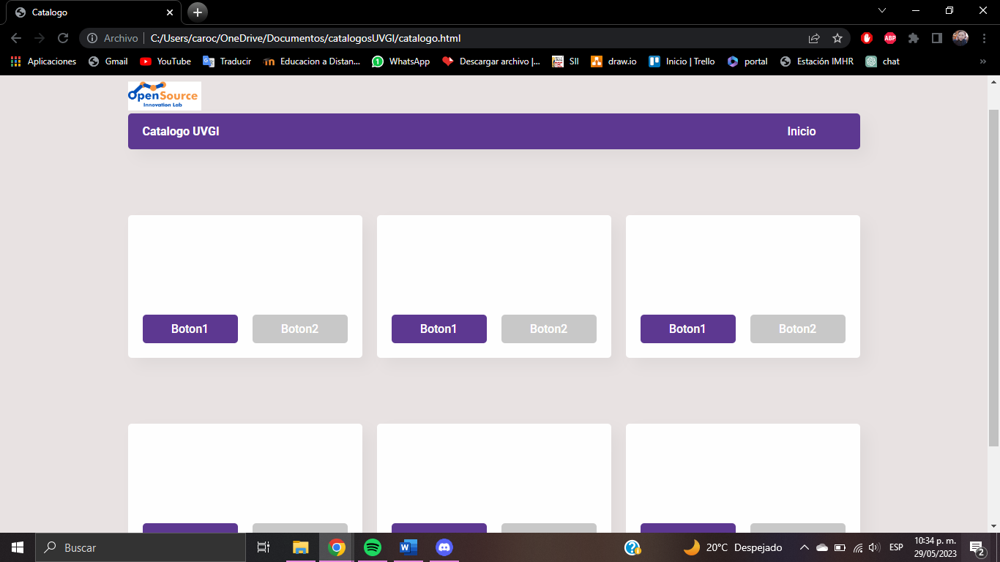 Catalogo
Archivo C:/Users/caroc/OneDrive/Documentos/catalogosUVGI/catalogo.html
ABP
Aplicaciones Gmail YouTube Traducir Educacion a Distan... WhatsApp Descargar archivo |... SII draw.io Inicio | Trello portal Estación IMHR chat »
OpenSource
Innovation Lab
Catalogo UVGI Inicio
Boton1 Boton2 Boton1 Boton2 Boton1 Boton2
Buscar 20°C Despejado ESP 10:34 p. m.
29/05/2023 2